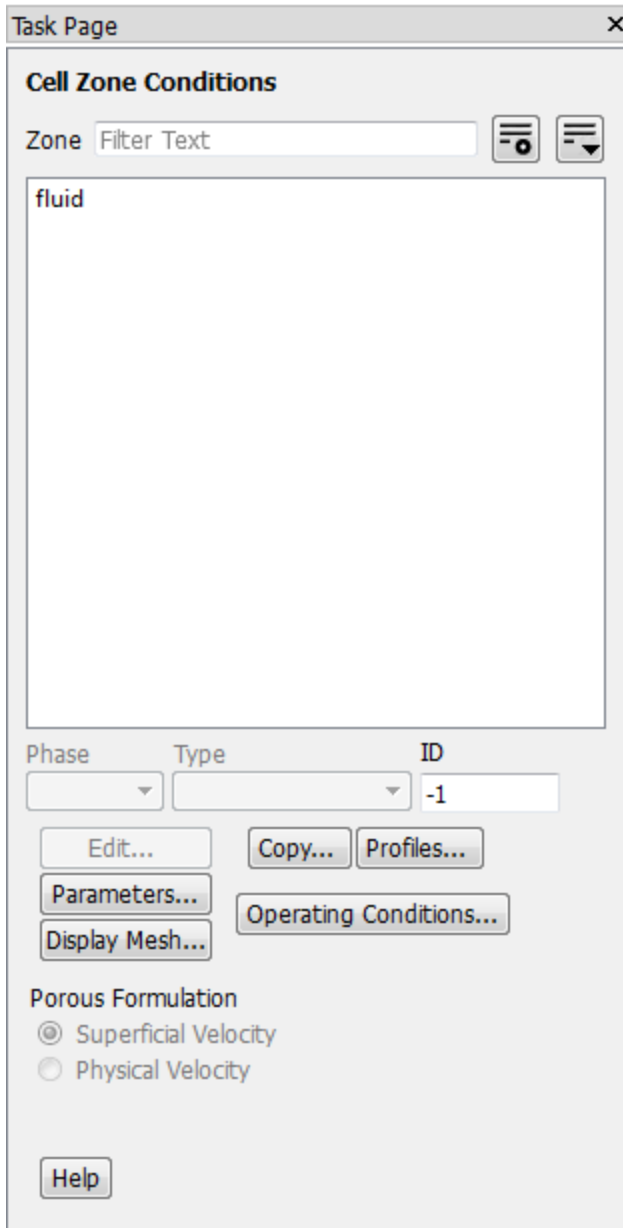 Task Page
Cell Zone Conditions
Zone Filter Text
fluid
Phase Type ID
-1
Edit... Copy... Profiles...
Parameters...
Operating Conditions...
Display Mesh...
Porous Formulation
Superficial Velocity
Physical Velocity
Help